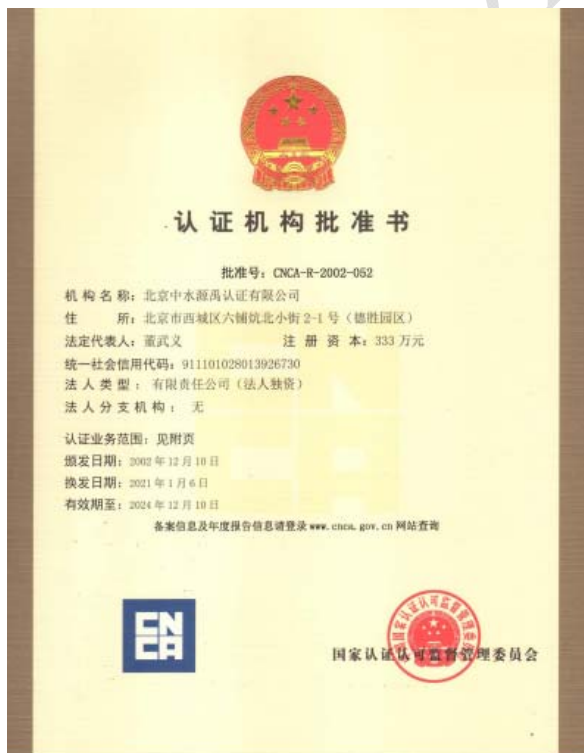 认证机构批准书
批准号：CNCA-R-2002-052
机构名称：北京中水源禹认证有限公司
住 所：北京市西城区六铺炕北小街2-1号（德胜园区）
法定代表人：董武义 注册资本：333万元
统一社会信用代码：911101028013926730
法人类型：有限责任公司（法人独资）
法人分支机构：无
认证业务范围：见附页
颁发日期：2002年12月10日
换发日期：2021年1月6日
有效期至：2024年12月10日
备案信息及年度报告信息请登录 www.cnca.gov.cn 网站查询
CN
CA
国家认证认可监督管理委员会